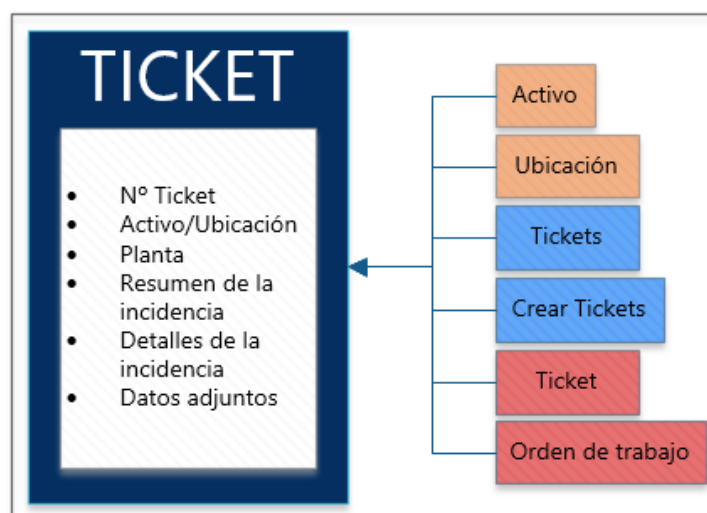 TICKET
• Nº Ticket
• Activo/Ubicación
• Planta
• Resumen de la
incidencia
• Detalles de la
incidencia
• Datos adjuntos
Activo
Ubicación
Tickets
Crear Tickets
Ticket
Orden de trabajo